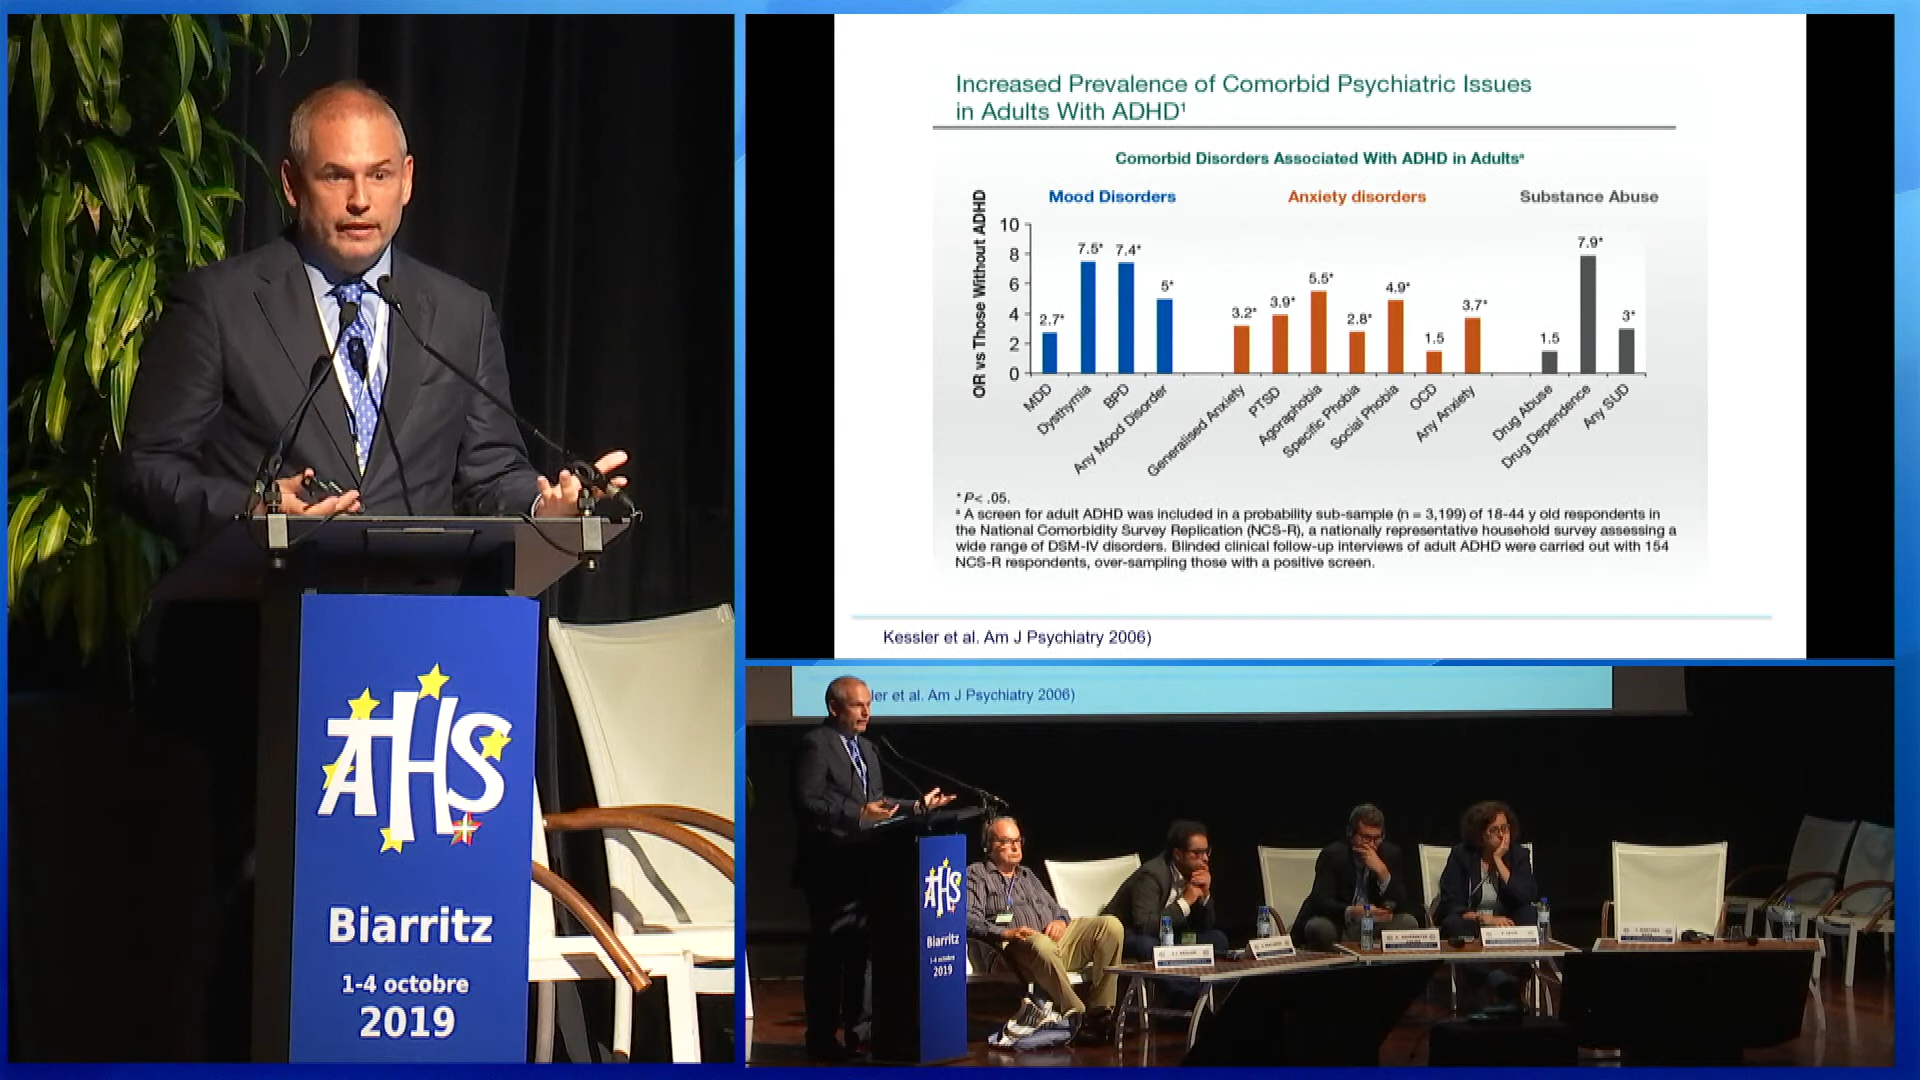 ATHS
Biarritz
1-4 octobre
2019
Increased Prevalence of Comorbid Psychiatric Issues
in Adults With ADHD¹
Comorbid Disorders Associated With ADHD in Adultsᵃ
Mood Disorders
Anxiety disorders
Substance Abuse
OR vs Those Without ADHD
10
8
6
4
2
0
2.7*
7.5*
7.4*
5*
3.2*
3.9*
5.5*
2.8*
4.9*
1.5
3.7*
1.5
7.9*
3*
MDD
Dysthymia
BPD
Any Mood Disorder
Generalised Anxiety
PTSD
Agoraphobia
Specific Phobia
Social Phobia
OCD
Any Anxiety
Drug Abuse
Drug Dependence
Any SUD
* P< .05.
ᵃ A screen for adult ADHD was included in a probability sub-sample (n = 3,199) of 18-44 y old respondents in
the National Comorbidity Survey Replication (NCS-R), a nationally representative household survey assessing a
wide range of DSM-IV disorders. Blinded clinical follow-up interviews of adult ADHD were carried out with 154
NCS-R respondents, over-sampling those with a positive screen.
Kessler et al. Am J Psychiatry 2006)
ler et al. Am J Psychiatry 2006)
ATHS
Biarritz
1-4 octobre
2019